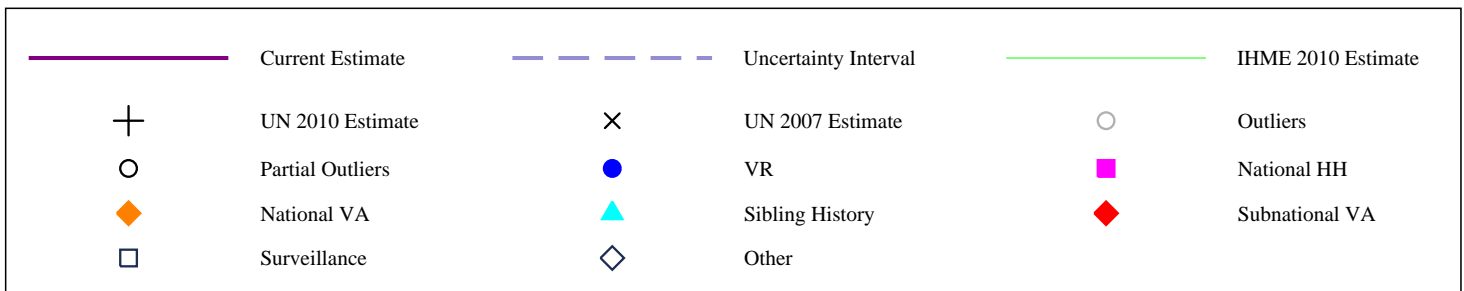 Current Estimate Uncertainty Interval IHME 2010 Estimate
UN 2010 Estimate UN 2007 Estimate Outliers
Partial Outliers VR National HH
National VA Sibling History Subnational VA
Surveillance Other